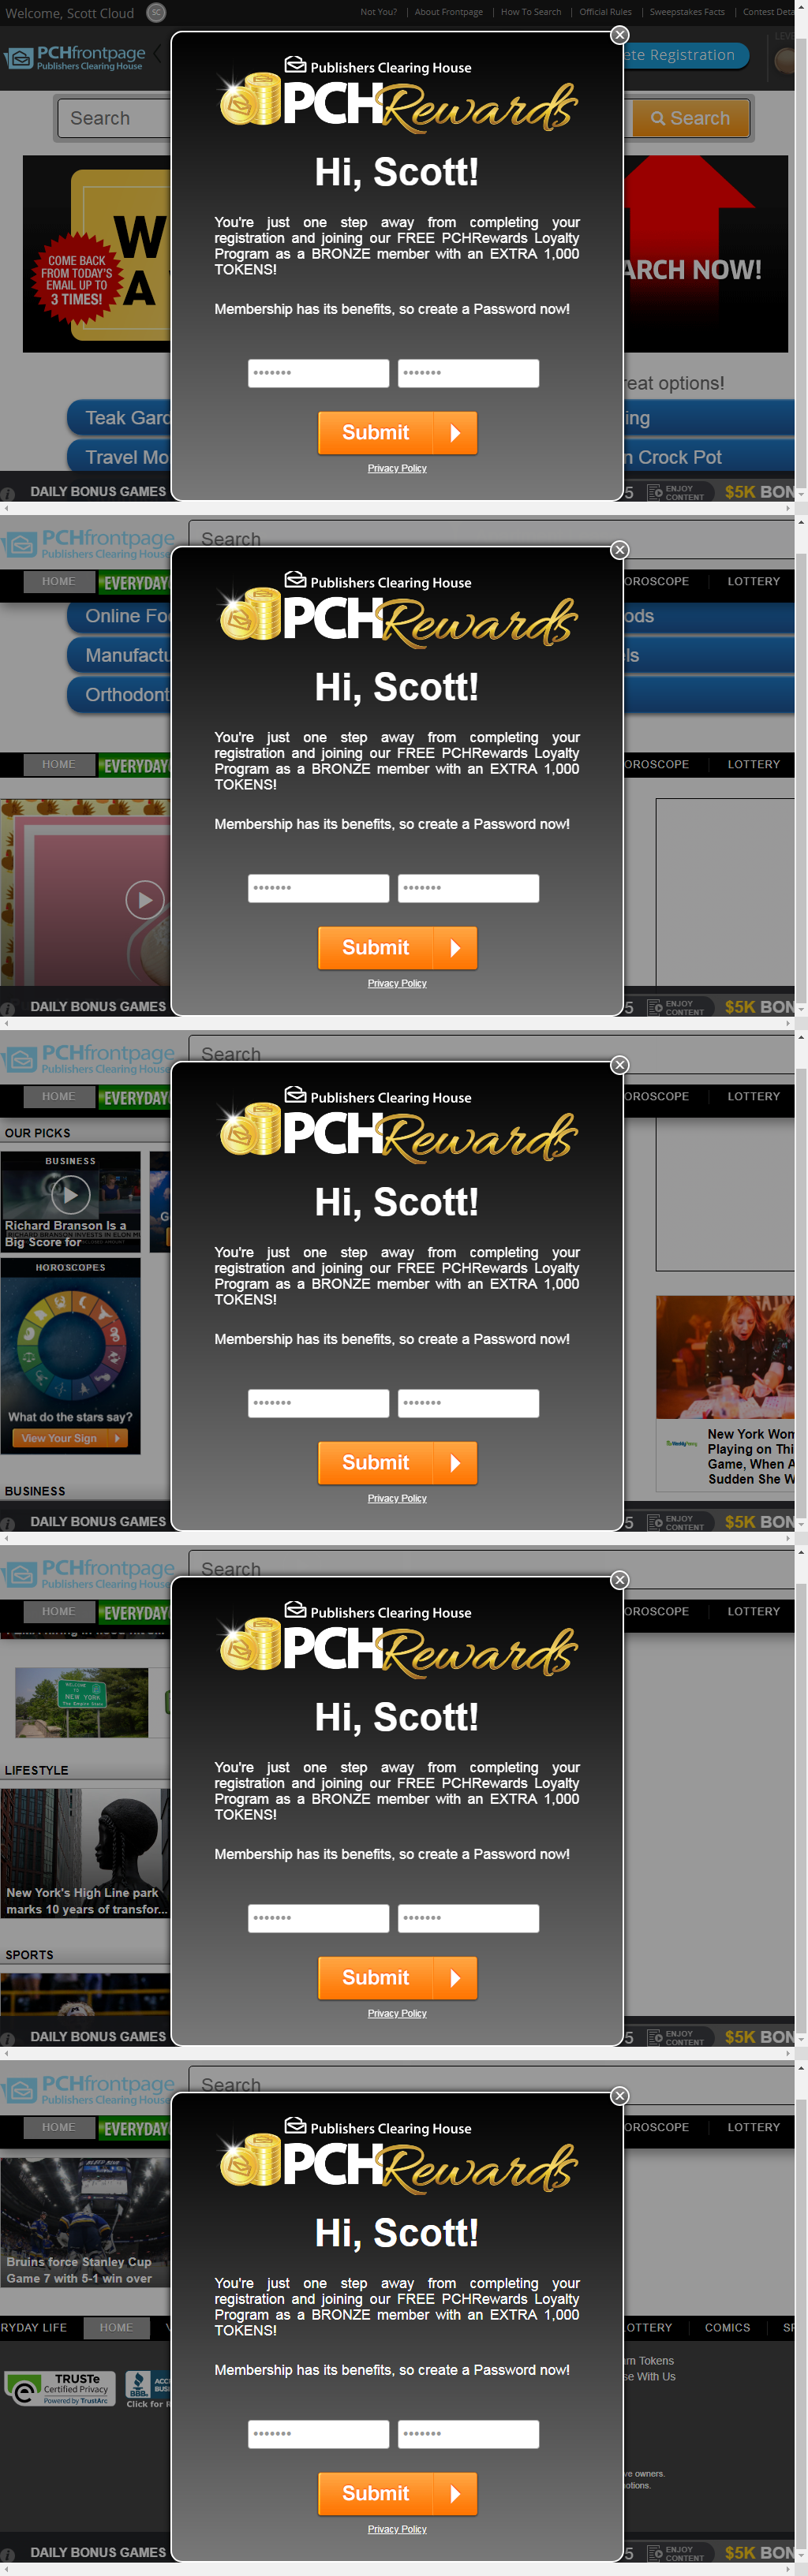 Welcome, Scott Cloud SC Not You? | About Frontpage | How To Search | Official Rules | Sweepstakes Facts | Contest Deta
PCHfrontpage
Publishers Clearing House
ete Registration
LEVE
Search
Search
Publishers Clearing House
PCHRewards
Hi, Scott!
You're just one step away from completing your
registration and joining our FREE PCHRewards Loyalty
Program as a BRONZE member with an EXTRA 1,000
TOKENS!
Membership has its benefits, so create a Password now!
Submit
Privacy Policy
W
A
COME BACK
FROM TODAY'S
EMAIL UP TO
3 TIMES!
ARCH NOW!
reat options!
Teak Gard
ing
Travel Mo
n Crock Pot
DAILY BONUS GAMES
5 ENJOY CONTENT $5K BON
PCHfrontpage
Publishers Clearing House
Search
HOME EVERYDAY OROSCOPE LOTTERY
Online Foo
ods
Manufactu
els
Orthodont
HOME EVERYDAY OROSCOPE LOTTERY
Publishers Clearing House
PCHRewards
Hi, Scott!
You're just one step away from completing your
registration and joining our FREE PCHRewards Loyalty
Program as a BRONZE member with an EXTRA 1,000
TOKENS!
Membership has its benefits, so create a Password now!
Submit
Privacy Policy
DAILY BONUS GAMES
5 ENJOY CONTENT $5K BON
PCHfrontpage
Publishers Clearing House
Search
HOME EVERYDAY OROSCOPE LOTTERY
OUR PICKS
BUSINESS
Richard Branson Is a
Big Score for
HOROSCOPES
What do the stars say?
View Your Sign
BUSINESS
Publishers Clearing House
PCHRewards
Hi, Scott!
You're just one step away from completing your
registration and joining our FREE PCHRewards Loyalty
Program as a BRONZE member with an EXTRA 1,000
TOKENS!
Membership has its benefits, so create a Password now!
Submit
Privacy Policy
New York Wom
Playing on Thi
Game, When A
Sudden She W
DAILY BONUS GAMES
5 ENJOY CONTENT $5K BON
PCHfrontpage
Publishers Clearing House
Search
HOME EVERYDAY OROSCOPE LOTTERY
WELCOME TO
NEW YORK
The Empire State
LIFESTYLE
New York's High Line park
marks 10 years of transfor...
SPORTS
Publishers Clearing House
PCHRewards
Hi, Scott!
You're just one step away from completing your
registration and joining our FREE PCHRewards Loyalty
Program as a BRONZE member with an EXTRA 1,000
TOKENS!
Membership has its benefits, so create a Password now!
Submit
Privacy Policy
DAILY BONUS GAMES
5 ENJOY CONTENT $5K BON
PCHfrontpage
Publishers Clearing House
Search
HOME EVERYDAY OROSCOPE LOTTERY
Bruins force Stanley Cup
Game 7 with 5-1 win over
Publishers Clearing House
PCHRewards
Hi, Scott!
You're just one step away from completing your
registration and joining our FREE PCHRewards Loyalty
Program as a BRONZE member with an EXTRA 1,000
TOKENS!
Membership has its benefits, so create a Password now!
Submit
Privacy Policy
RYDAY LIFE HOME V LOTTERY COMICS SP
TRUSTe
Certified Privacy
Powered by TrustArc
BBB ACC
BUS
Click for R
rn Tokens
se With Us
ve owners.
otions.
DAILY BONUS GAMES
5 ENJOY CONTENT $5K BON